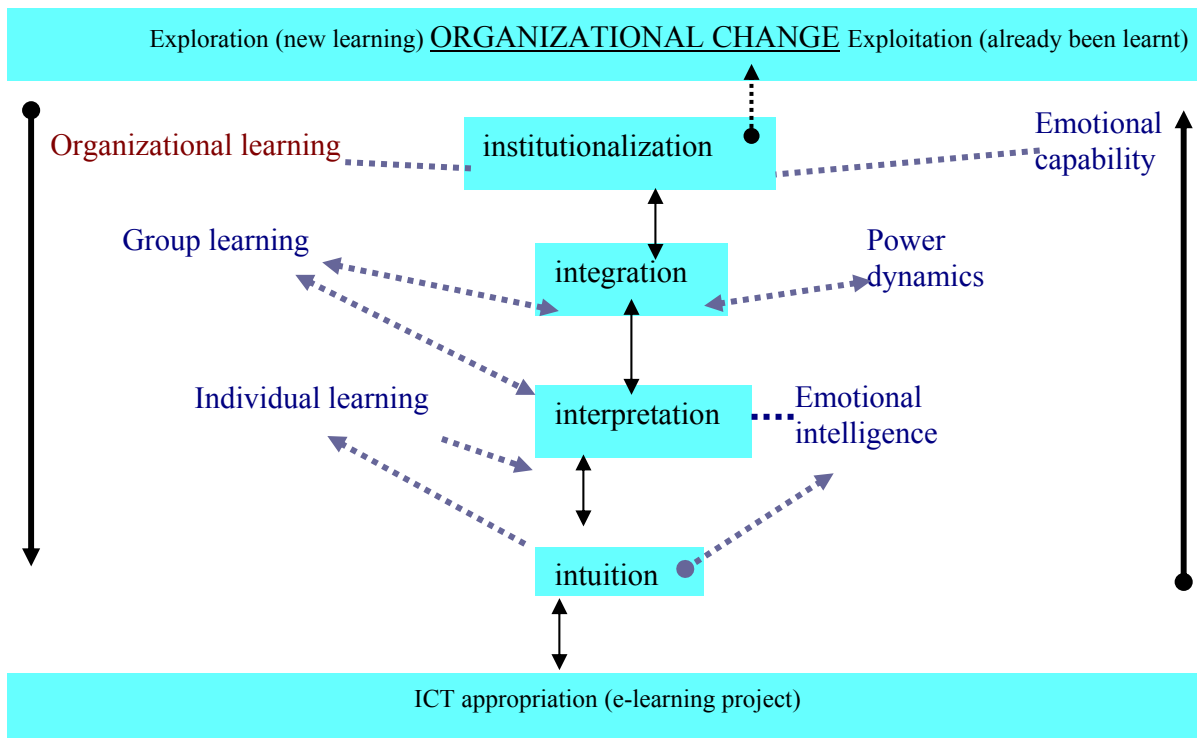 Exploration (new learning) ORGANIZATIONAL CHANGE Exploitation (already been learnt)
Organizational learning
institutionalization
Emotional
capability
Group learning
integration
Power
dynamics
Individual learning
interpretation
Emotional
intelligence
intuition
ICT appropriation (e-learning project)